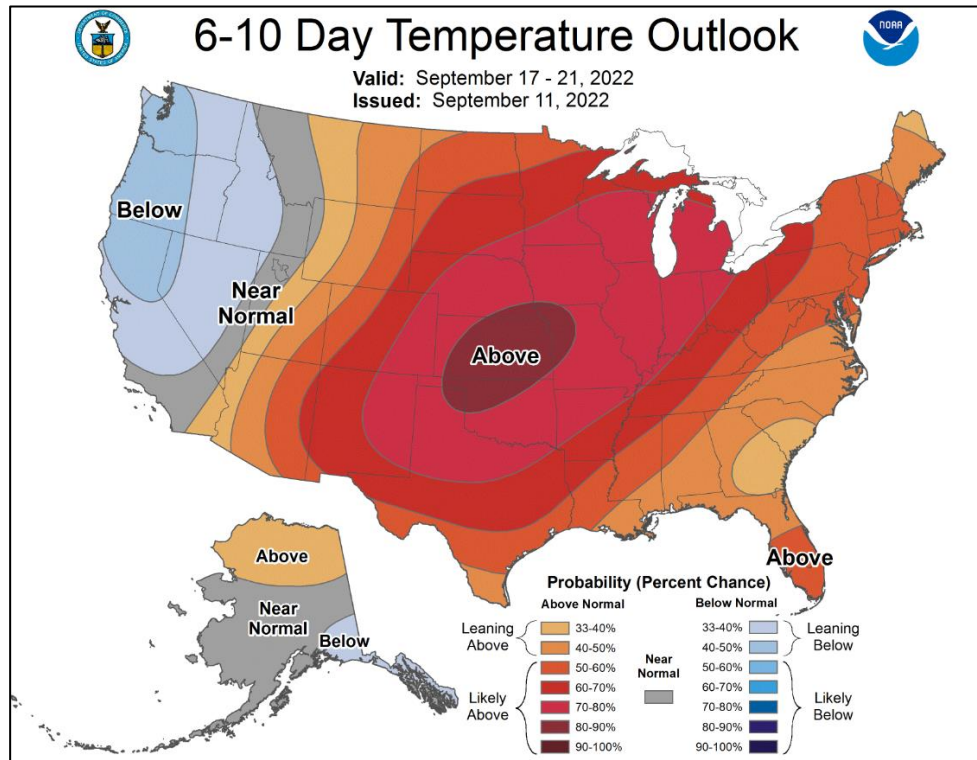 6-10 Day Temperature Outlook
NOAA
Valid: September 17 - 21, 2022
Issued: September 11, 2022
Below
Near
Normal
Above
Above
Near
Normal
Below
Above
Probability (Percent Chance)
Above Normal
Below Normal
Leaning
Above
33-40%
40-50%
Likely
Above
50-60%
60-70%
70-80%
80-90%
90-100%
Near
Normal
33-40%
40-50%
Leaning
Below
50-60%
60-70%
70-80%
80-90%
90-100%
Likely
Below